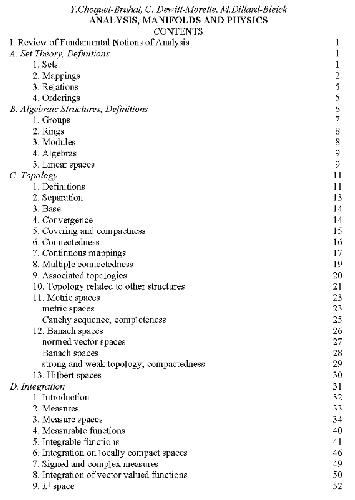 Y.Choquet-Bruhat, C. Dewitt-Morette, M.Dillard-Bleick
ANALYSIS, MANIFOLDS AND PHYSICS
CONTENTS
I. Review of Fundamental Notions of Analysis 1
A. Set Theory, Definitions 1
1. Sets 1
2. Mappings 2
3. Relations 5
4. Orderings 5
B. Algebraic Structures, Definitions 6
1. Groups 7
2. Rings 8
3. Modules 8
4. Algebras 9
5. Linear spaces 9
C. Topology 11
1. Definitions 11
2. Separation 13
3. Base 14
4. Convergence 14
5. Covering and compactness 15
6. Connectedness 16
7. Continuous mappings 17
8. Multiple connectedness 19
9. Associated topologies 20
10. Topology related to other structures 21
11. Metric spaces 23
metric spaces 23
Cauchy sequence, completeness 25
12. Banach spaces 26
normed vector spaces 27
Banach spaces 28
strong and weak topology, compactedness 29
13. Hilbert spaces 30
D. Integration 31
1. Introduction 32
2. Measures 33
3. Measure spaces 34
4. Measurable functions 40
5. Integrable functions 41
6. Integration on locally compact spaces 46
7. Signed and complex measures 49
8. Integration of vector valued functions 50
9. L¹ space 52